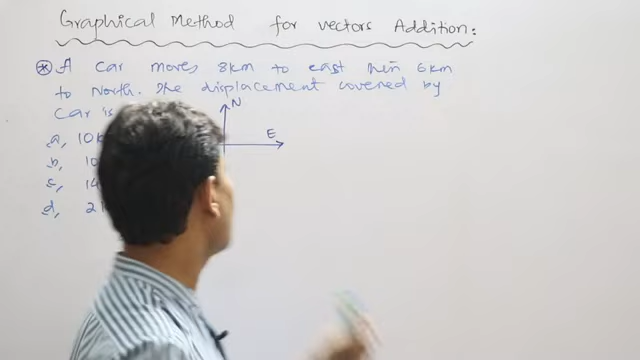 Graphical Method for vectors Addition:
A Car moves 8km to east then 6km
to North. The displacement covered by
Car is
a, 10
b, 10
c, 14
d, 2
N
E